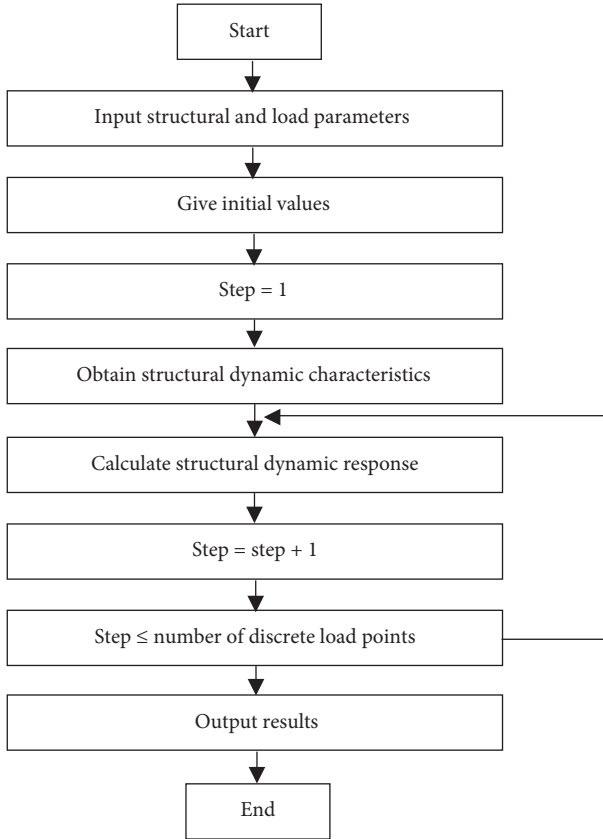 Start
Input structural and load parameters
Give initial values
Step = 1
Obtain structural dynamic characteristics
Calculate structural dynamic response
Step = step + 1
Step ≤ number of discrete load points
Output results
End